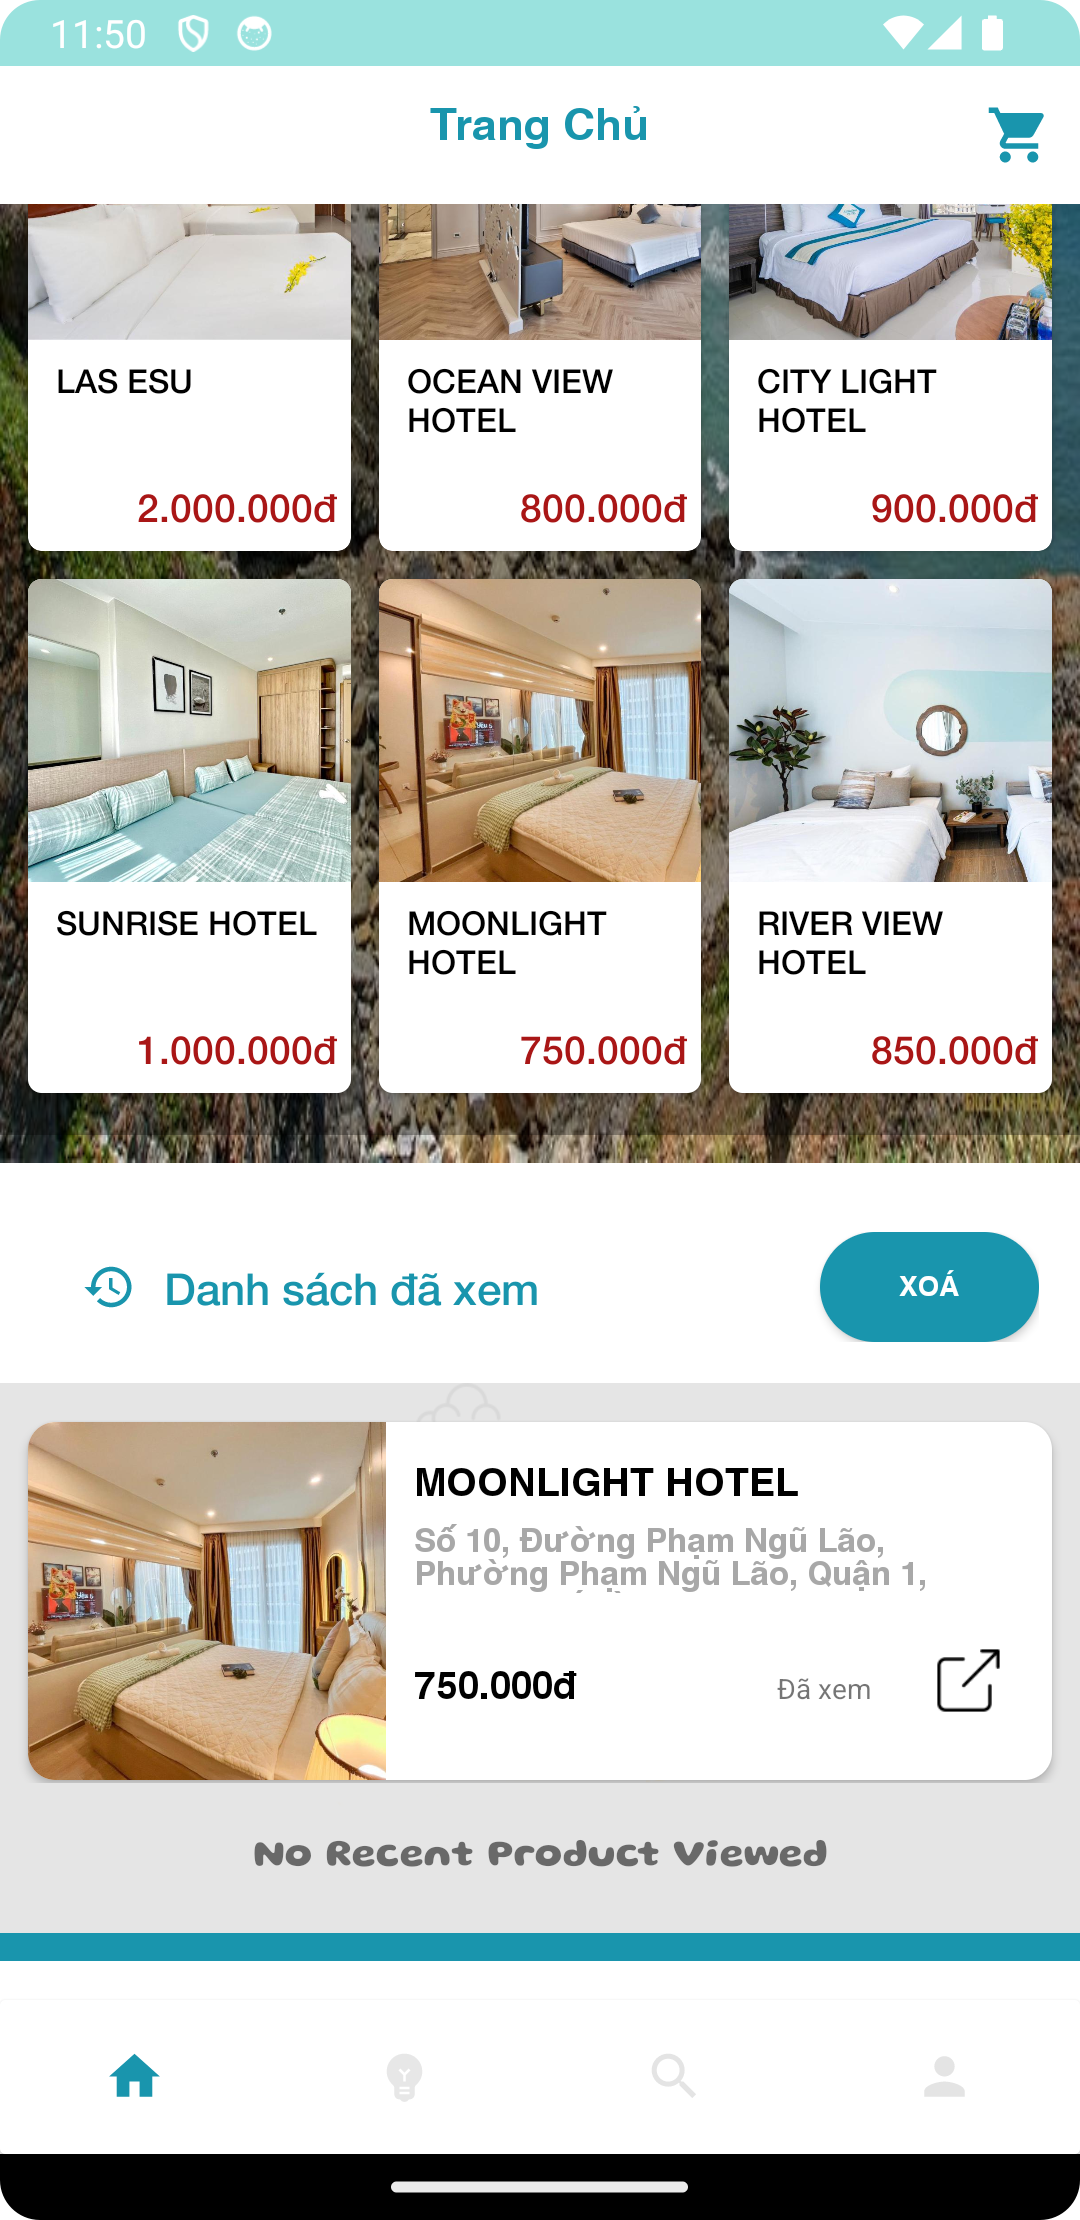 11:50
Trang Chủ
LAS ESU
2.000.000đ
OCEAN VIEW
HOTEL
800.000đ
CITY LIGHT
HOTEL
900.000đ
SUNRISE HOTEL
1.000.000đ
MOONLIGHT
HOTEL
750.000đ
RIVER VIEW
HOTEL
850.000đ
Danh sách đã xem
XOÁ
MOONLIGHT HOTEL
Số 10, Đường Phạm Ngũ Lão,
Phường Phạm Ngũ Lão, Quận 1,
750.000đ
Đã xem
No Recent Product Viewed